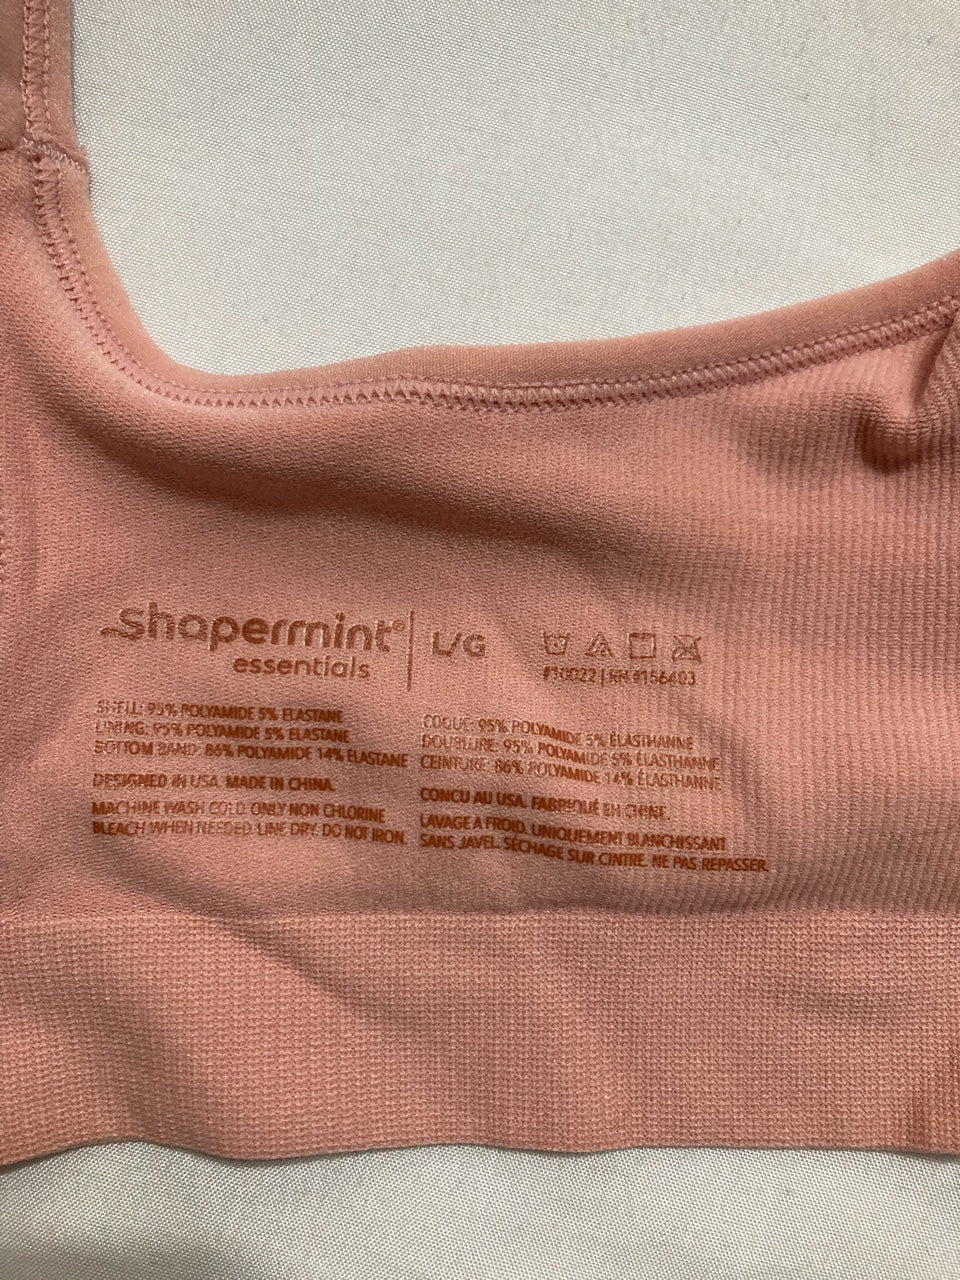 shapermint®
essentials
L/G
#10022 | RN #156403
SHELL: 95% POLYAMIDE 5% ELASTANE
LINING: 95% POLYAMIDE 5% ELASTANE
BOTTOM BAND: 86% POLYAMIDE 14% ELASTANE
DESIGNED IN USA. MADE IN CHINA.
MACHINE WASH COLD. ONLY NON CHLORINE
BLEACH WHEN NEEDED. LINE DRY. DO NOT IRON.
COQUE: 95% POLYAMIDE 5% ÉLASTHANNE
DOUBLURE: 95% POLYAMIDE 5% ÉLASTHANNE
CEINTURE: 86% POLYAMIDE 14% ÉLASTHANNE
CONCU AU USA. FABRIQUÉ EN CHINE.
LAVAGE A FROID. UNIQUEMENT BLANCHISSANT
SANS JAVEL. SÉCHAGE SUR CINTRE. NE PAS REPASSER.